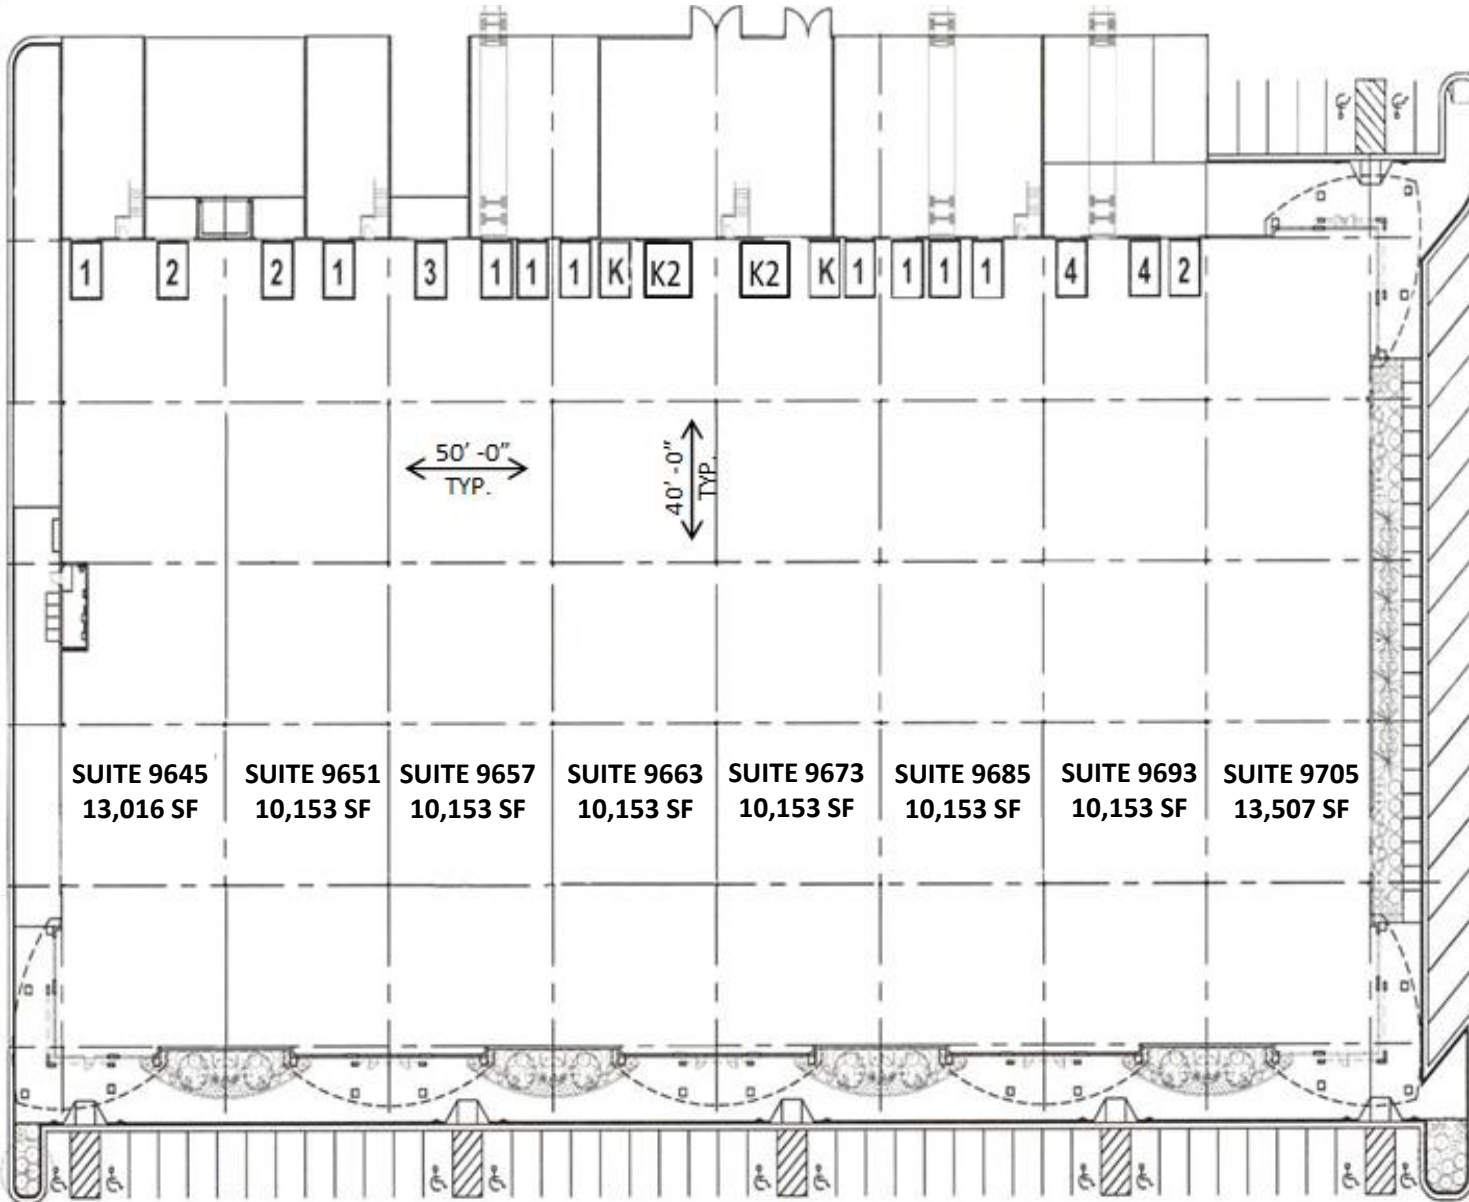 1 2 2 1 3 1 1 1 K K2 K2 K 1 1 1 1 4 4 2
50' -0"
TYP.
40' -0"
TYP.
SUITE 9645
13,016 SF
SUITE 9651
10,153 SF
SUITE 9657
10,153 SF
SUITE 9663
10,153 SF
SUITE 9673
10,153 SF
SUITE 9685
10,153 SF
SUITE 9693
10,153 SF
SUITE 9705
13,507 SF